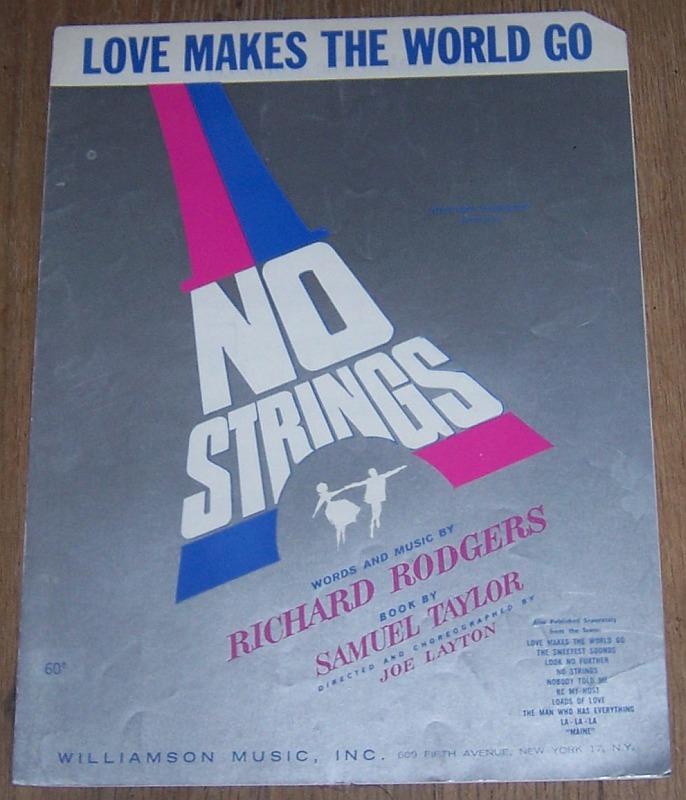 LOVE MAKES THE WORLD GO
NO
STRINGS
WORDS AND MUSIC BY
RICHARD RODGERS
BOOK BY
SAMUEL TAYLOR
DIRECTED AND CHOREOGRAPHED BY
JOE LAYTON
Also Published Separately
from the Score:
LOVE MAKES THE WORLD GO
THE SWEETEST SOUNDS
LOOK NO FURTHER
NO STRINGS
NOBODY TOLD ME
BE MY HOST
LOADS OF LOVE
THE MAN WHO HAS EVERYTHING
LA-LA-LA
"MAINE"
60¢
WILLIAMSON MUSIC, INC. 609 FIFTH AVENUE, NEW YORK 17, N.Y.